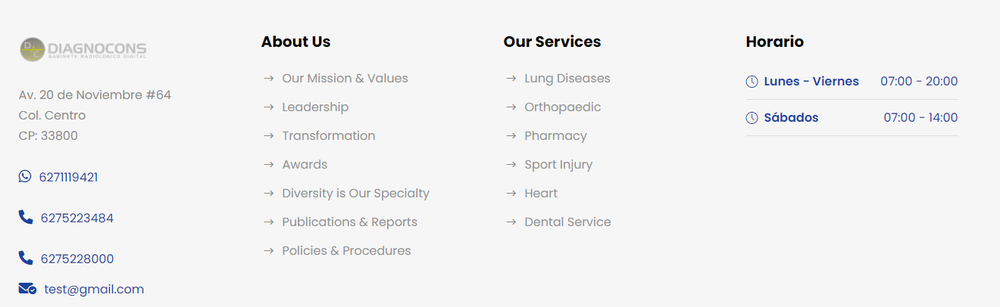 DC DIAGNOCONS
GABINETE RADIOLOGICO DIGITAL
Av. 20 de Noviembre #64
Col. Centro
CP: 33800
6271119421
6275223484
6275228000
test@gmail.com
About Us
Our Mission & Values
Leadership
Transformation
Awards
Diversity is Our Specialty
Publications & Reports
Policies & Procedures
Our Services
Lung Diseases
Orthopaedic
Pharmacy
Sport Injury
Heart
Dental Service
Horario
Lunes - Viernes 07:00 - 20:00
Sábados 07:00 - 14:00